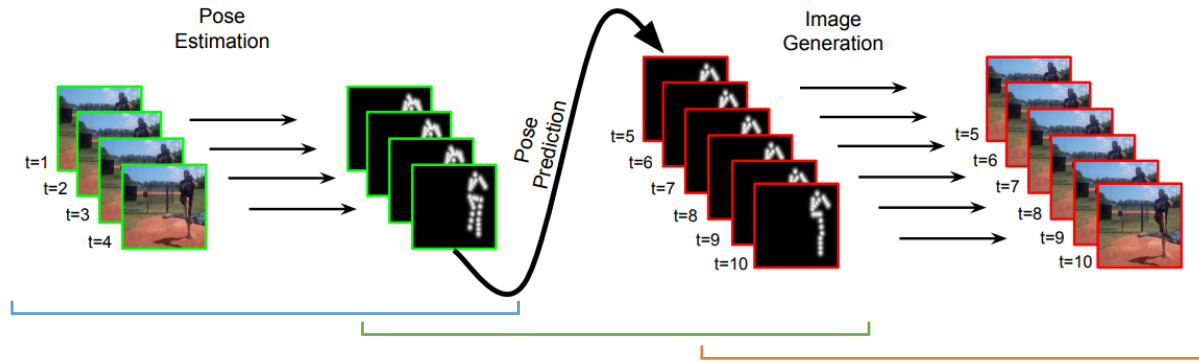 Pose
Estimation
t=1
t=2
t=3
t=4
Pose
Prediction
Image
Generation
t=5
t=6
t=7
t=8
t=9
t=10
t=5
t=6
t=7
t=8
t=9
t=10